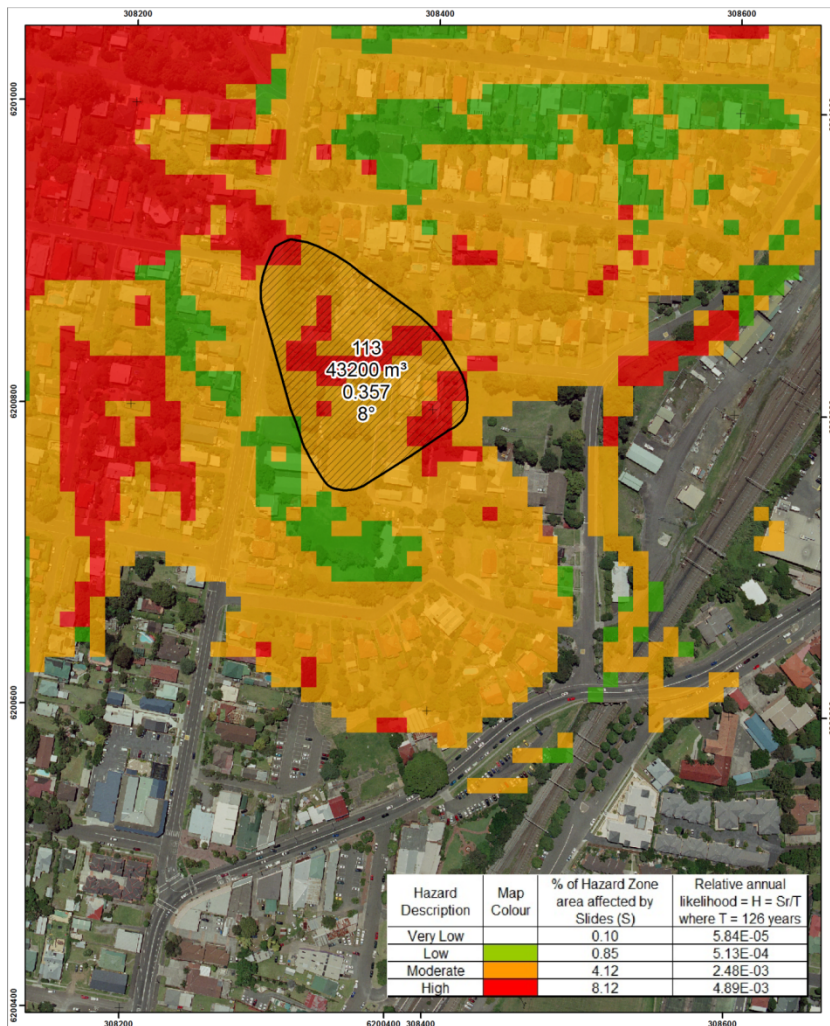 308200
308400
308600
6201000
113
43200 m³
0.357
8°
6200800
6200600
Hazard Description
Map Colour
% of Hazard Zone area affected by Slides (S)
Relative annual likelihood = H = Sr/T where T = 126 years
Very Low 0.10 5.84E-05
Low 0.85 5.13E-04
Moderate 4.12 2.48E-03
High 8.12 4.89E-03
6200400
308200
6200400
308400
308600